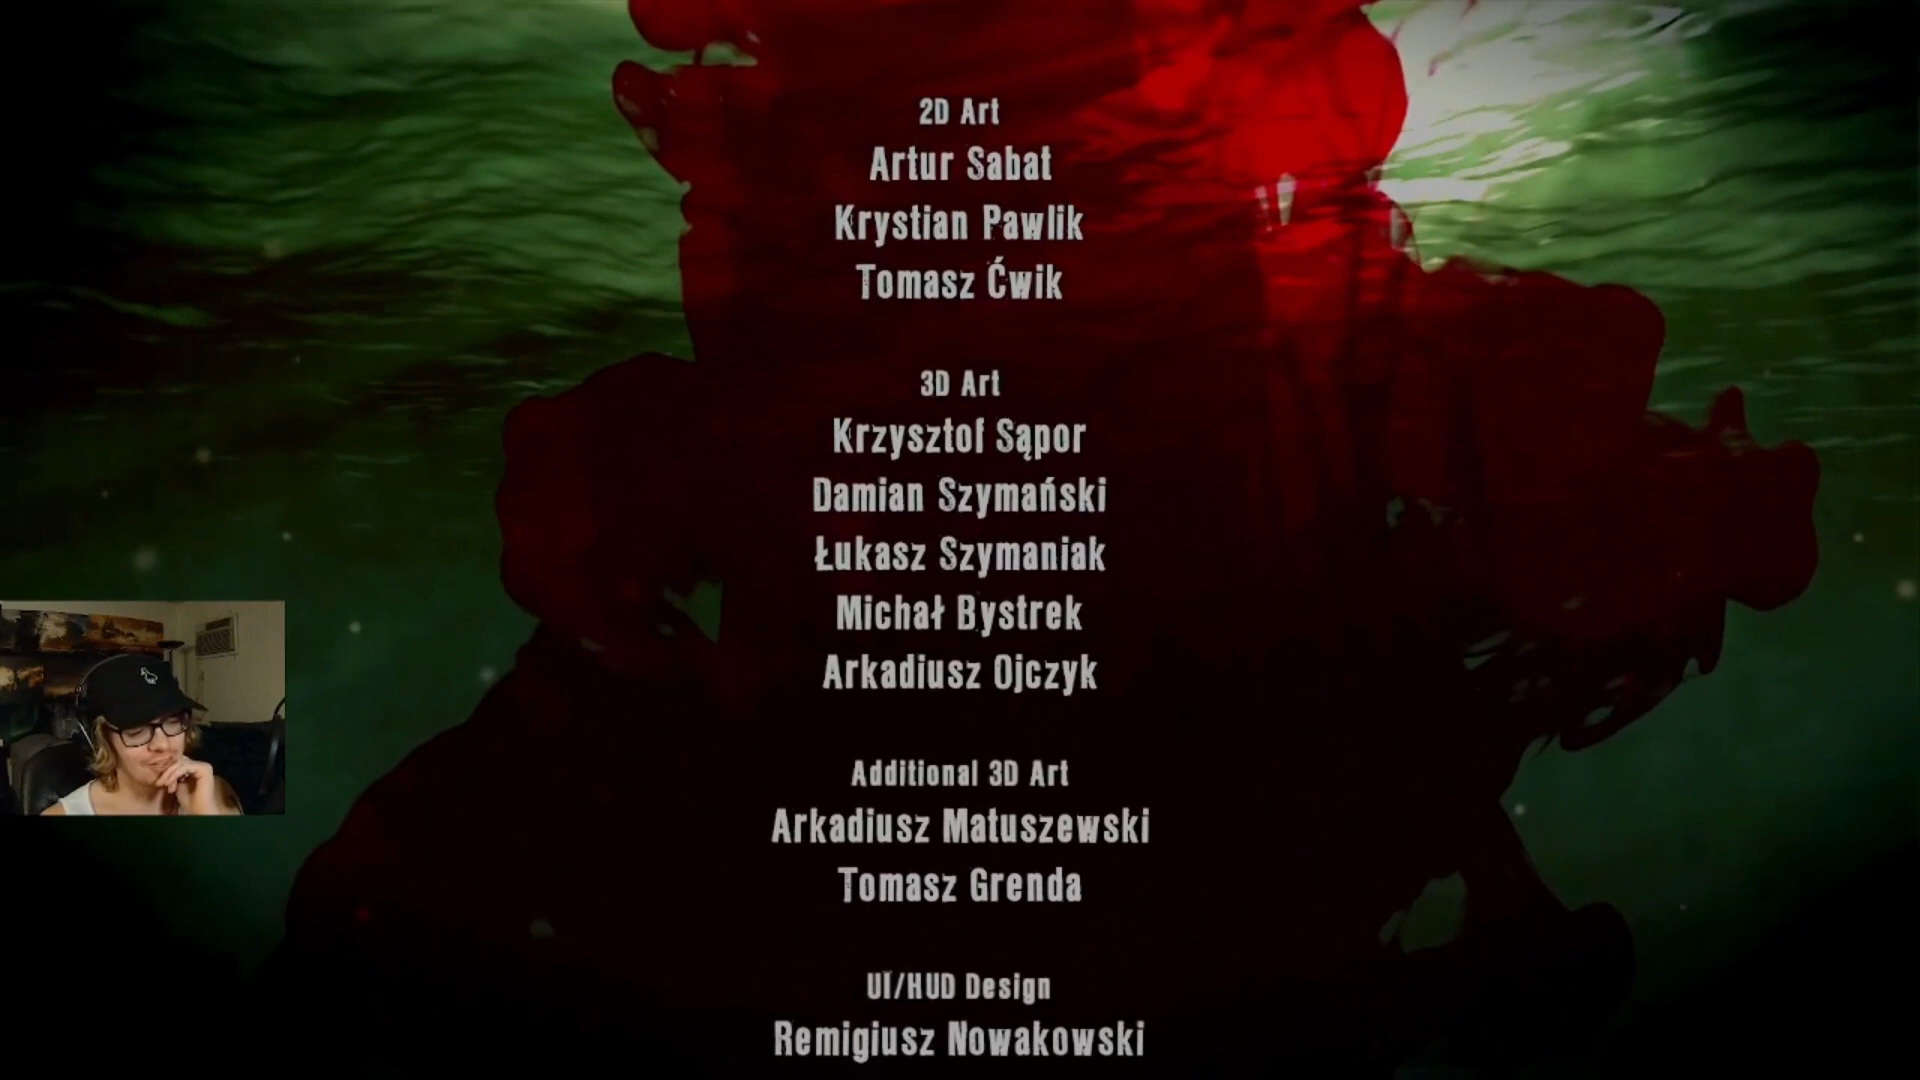 2D Art
Artur Sabat
Krystian Pawlik
Tomasz Ćwik
3D Art
Krzysztof Sąpor
Damian Szymański
Łukasz Szymaniak
Michał Bystrek
Arkadiusz Ojczyk
Additional 3D Art
Arkadiusz Matuszewski
Tomasz Grenda
UI/HUD Design
Remigiusz Nowakowski